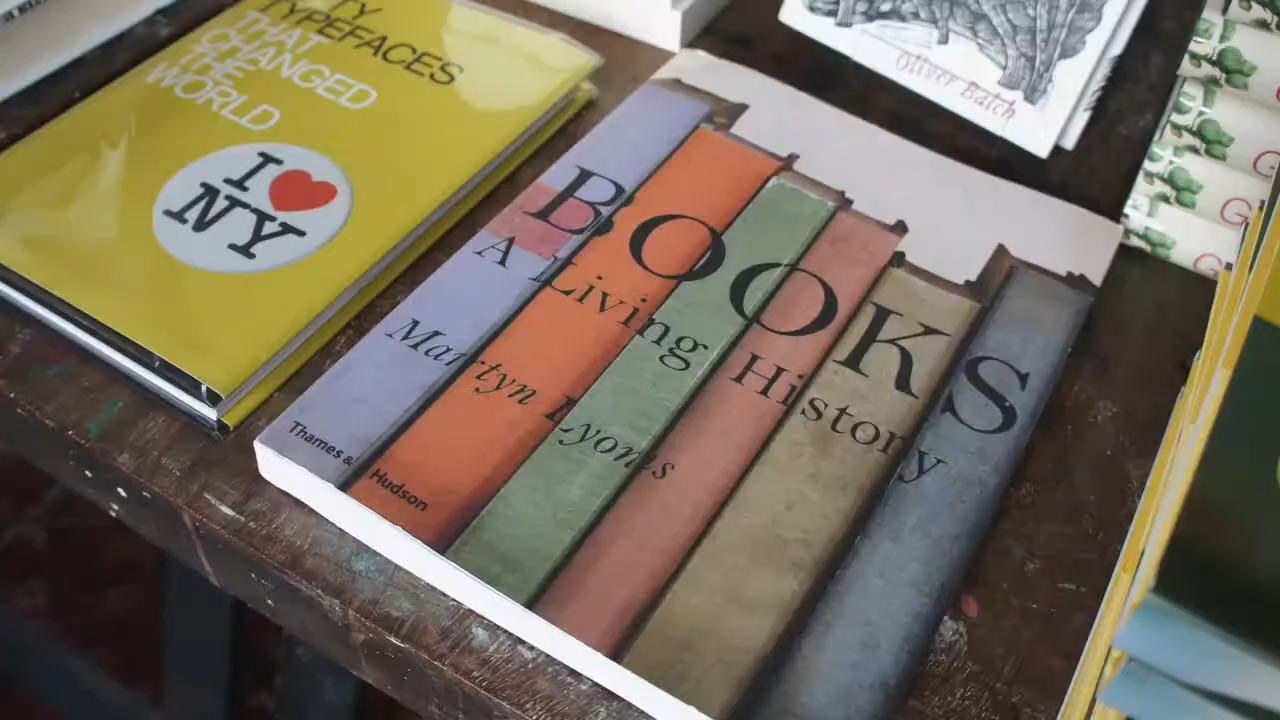 TYPEFACES
THAT
CHANGED
THE
WORLD
I ♥
NY
BOOKS
A Living History
Martyn Lyons
Thames & Hudson
Oliver Balch
G
G
G